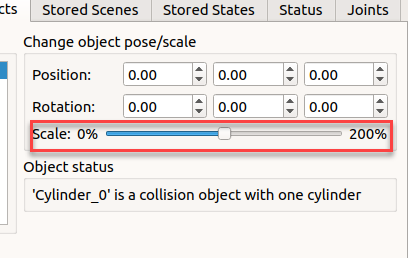 cts Stored Scenes Stored States Status Joints
Change object pose/scale
Position: 0.00 0.00 0.00
Rotation: 0.00 0.00 0.00
Scale: 0% 200%
Object status
'Cylinder_0' is a collision object with one cylinder